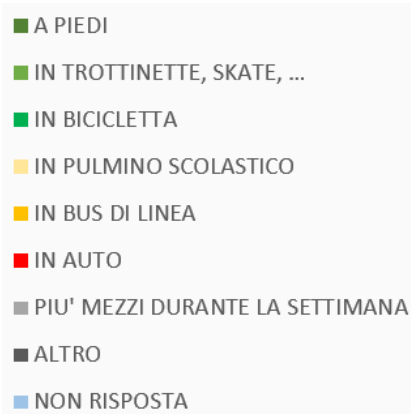 A PIEDI
IN TROTTINETTE, SKATE, ...
IN BICICLETTA
IN PULMINO SCOLASTICO
IN BUS DI LINEA
IN AUTO
PIU' MEZZI DURANTE LA SETTIMANA
ALTRO
NON RISPOSTA